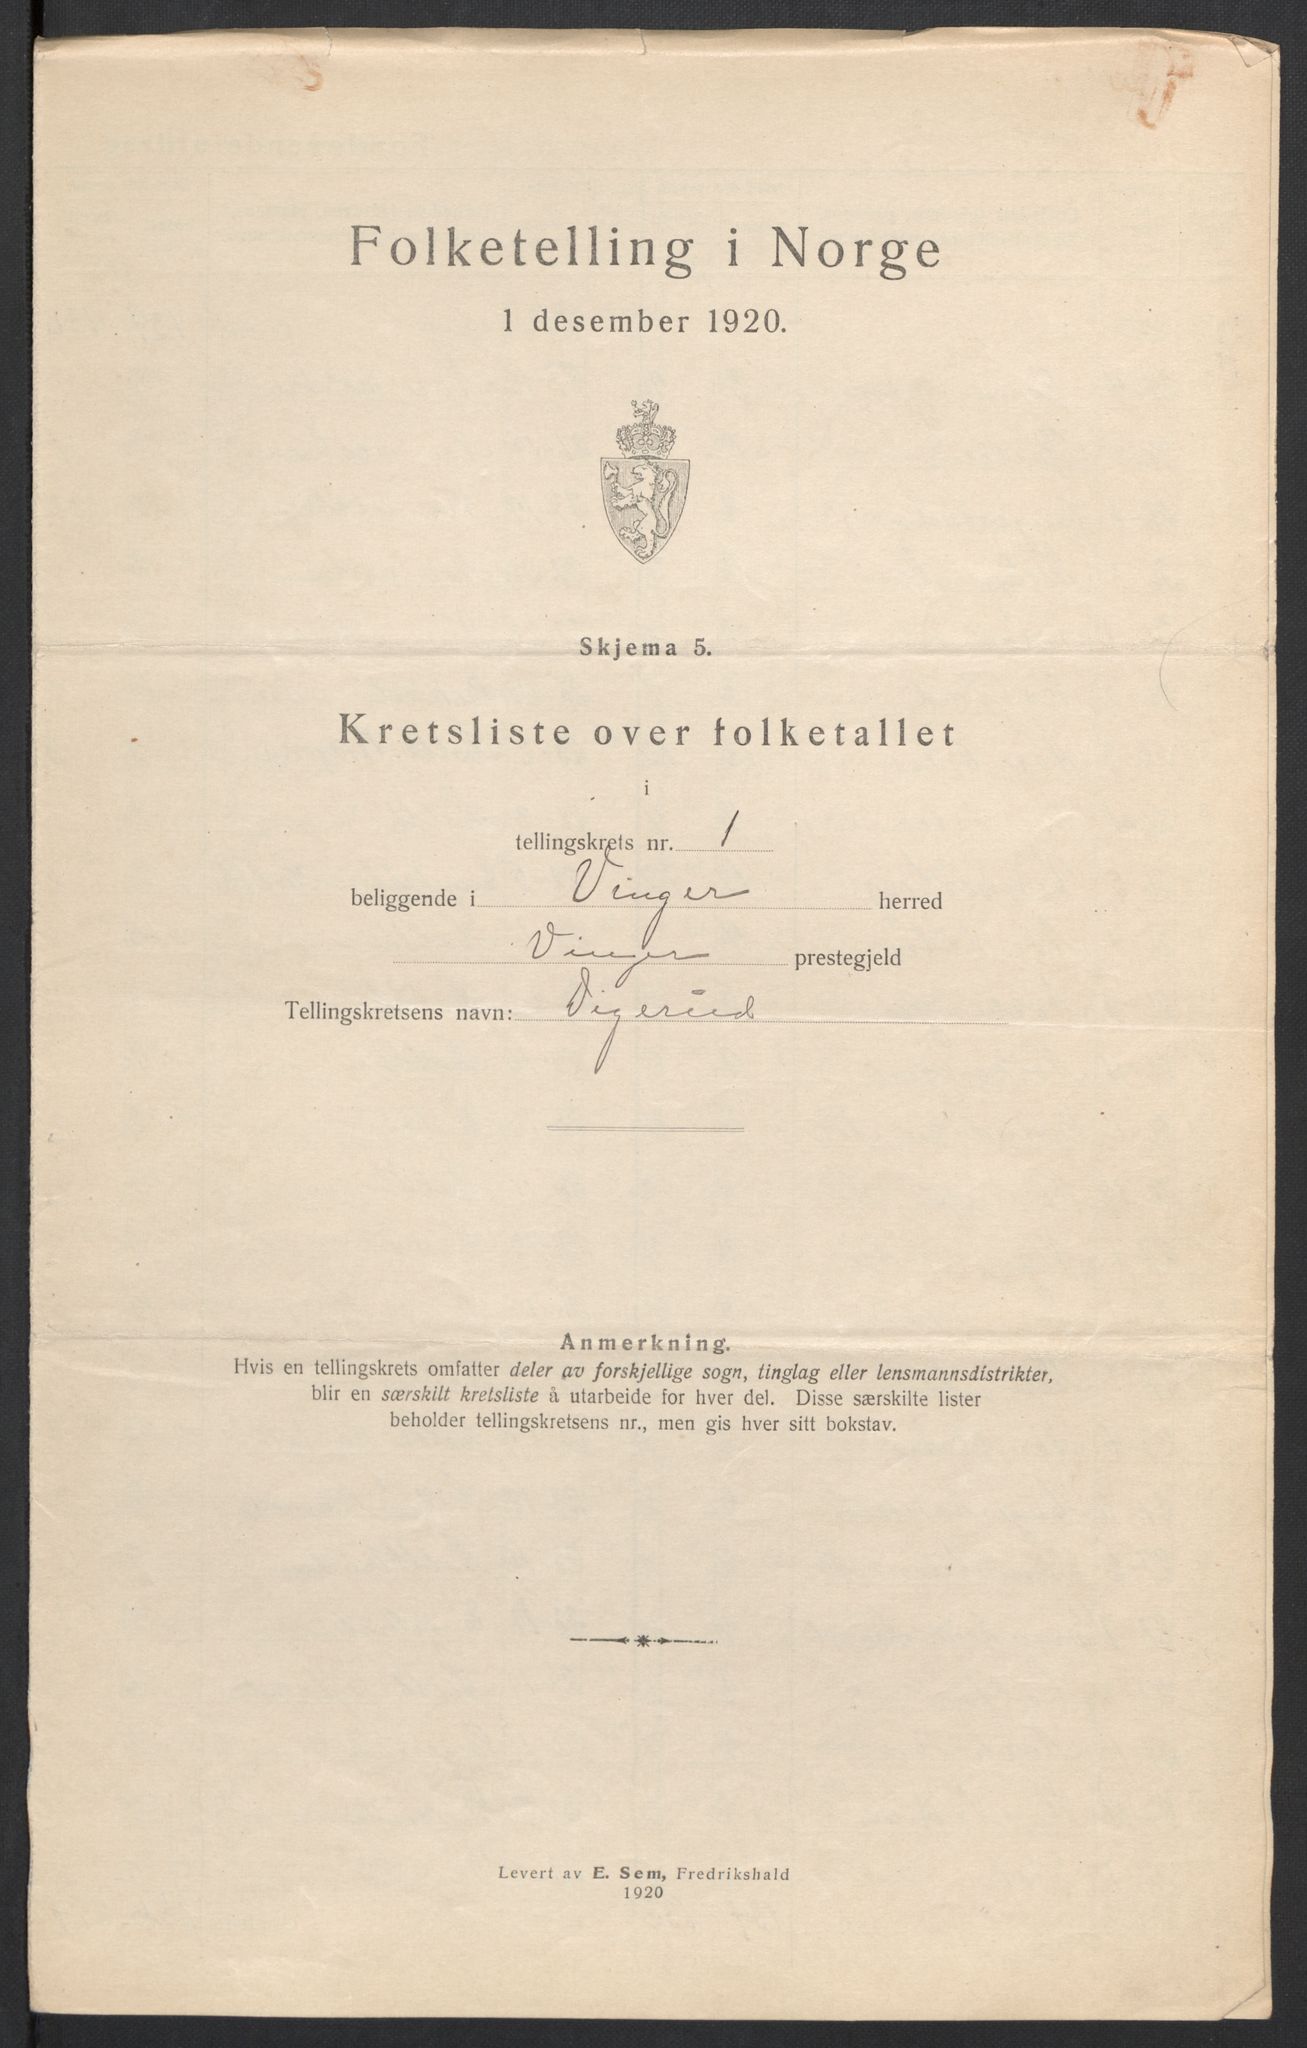 Folketelling i Norge
1 desember 1920.
Skjema 5.
Kretsliste over folketallet
i
tellingskrets nr. 1
beliggende i Vinger herred
Vinger prestegjeld
Tellingskretsens navn: Digerud
Anmerkning.
Hvis en tellingskrets omfatter deler av forskjellige sogn, tinglag eller lensmannsdistrikter,
blir en særskilt kretsliste å utarbeide for hver del. Disse særskilte lister
beholder tellingskretsens nr., men gis hver sitt bokstav.
Levert av E. Sem, Fredrikshald
1920